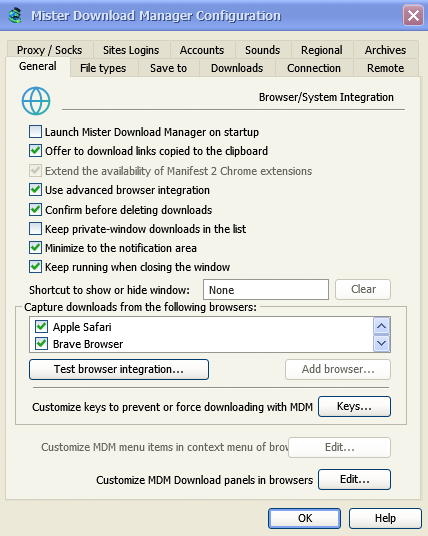 Mister Download Manager Configuration
Proxy / Socks Sites Logins Accounts Sounds Regional Archives
General File types Save to Downloads Connection Remote
Browser/System Integration
Launch Mister Download Manager on startup
Offer to download links copied to the clipboard
Extend the availability of Manifest 2 Chrome extensions
Use advanced browser integration
Confirm before deleting downloads
Keep private-window downloads in the list
Minimize to the notification area
Keep running when closing the window
Shortcut to show or hide window: None Clear
Capture downloads from the following browsers:
Apple Safari
Brave Browser
Test browser integration... Add browser...
Customize keys to prevent or force downloading with MDM Keys...
Customize MDM menu items in context menu of brow Edit...
Customize MDM Download panels in browsers Edit...
OK Help